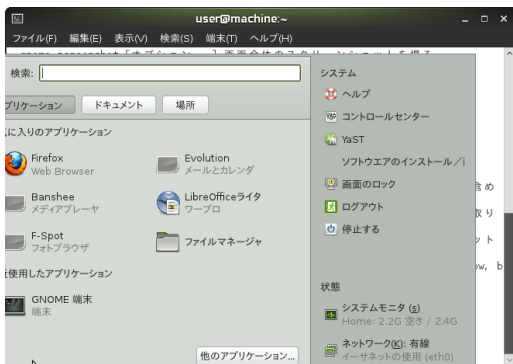 user@machine:~
ファイル(F) 編集(E) 表示(V) 検索(S) 端末(T) ヘルプ(H)
検索:
プリケーション ドキュメント 場所
に入りのアプリケーション
Firefox
Web Browser
Evolution
メールとカレンダ
Banshee
メディアプレーヤ
LibreOfficeライタ
ワープロ
F-Spot
フォトブラウザ
ファイルマネージャ
使用したアプリケーション
GNOME 端末
端末
他のアプリケーション...
システム
ヘルプ
コントロールセンター
YaST
ソフトウエアのインストール／
画面のロック
ログアウト
停止する
状態
システムモニタ (s)
Home: 2.2G 空き / 2.4G
ネットワーク(K): 有線
イーサネットの使用 (eth0)
含め
取り
ット
ow, b